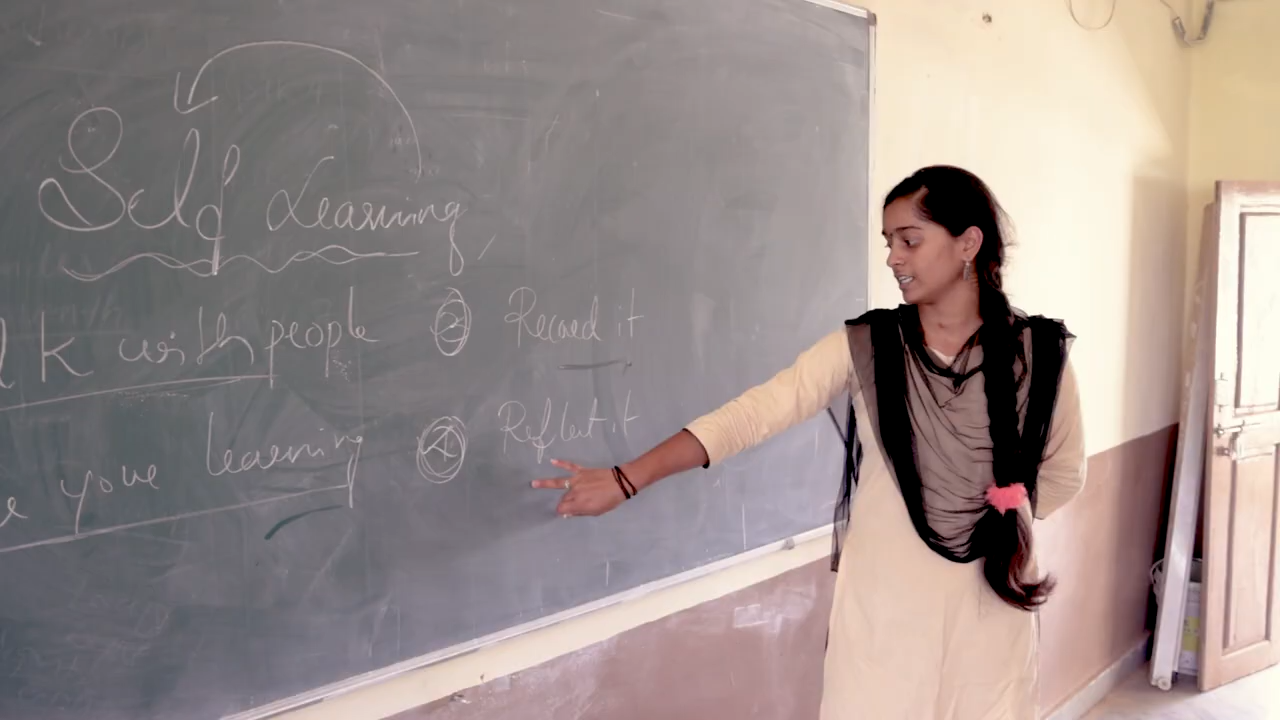 Self Learning
k with people ③ Record it
your learning ④ Reflect it